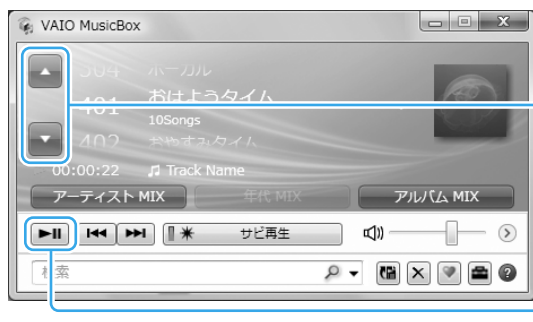 VAIO MusicBox
304 ボーカル
401 おはようタイム
10Songs
402 おやすみタイム
00:00:22 Track Name
アーティスト MIX 年代 MIX アルバム MIX
サビ再生
検索